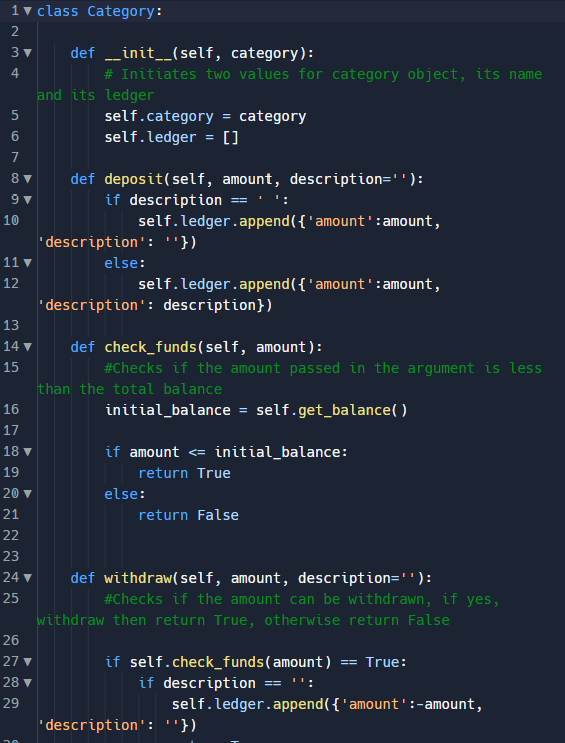 1 class Category:
2
3     def __init__(self, category):
4         # Initiates two values for category object, its name
and its ledger
5         self.category = category
6         self.ledger = []
7
8     def deposit(self, amount, description=''):
9         if description == ' ':
10             self.ledger.append({'amount':amount,
'description': ''})
11         else:
12             self.ledger.append({'amount':amount,
'description': description})
13
14     def check_funds(self, amount):
15         #Checks if the amount passed in the argument is less
than the total balance
16         initial_balance = self.get_balance()
17
18         if amount <= initial_balance:
19             return True
20         else:
21             return False
22
23
24     def withdraw(self, amount, description=''):
25         #Checks if the amount can be withdrawn, if yes,
withdraw then return True, otherwise return False
26
27         if self.check_funds(amount) == True:
28             if description == '':
29                 self.ledger.append({'amount':-amount,
'description': ''})